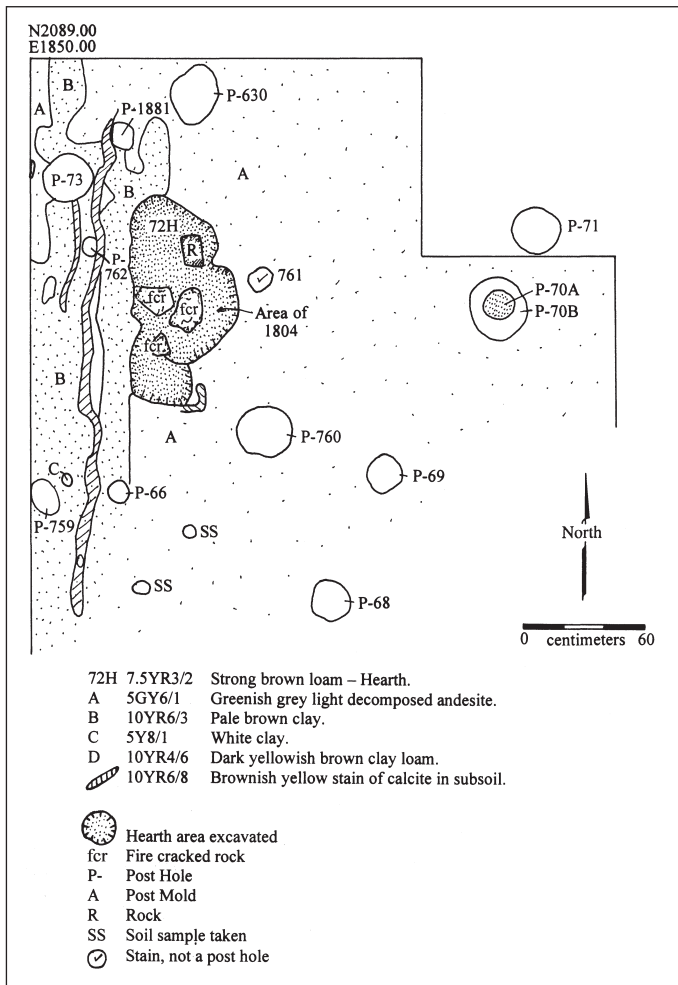 N2089.00
E1850.00
B
A
P-1881
P-630
A
P-73
B
72H
P-71
R
P-
762
761
P-70A
P-70B
fcr
fcr
Area of
1804
fcr
B
A
P-760
C
P-66
P-69
P-759
SS
North
SS
P-68
0 centimeters 60
72H 7.5YR3/2 Strong brown loam – Hearth.
A 5GY6/1 Greenish grey light decomposed andesite.
B 10YR6/3 Pale brown clay.
C 5Y8/1 White clay.
D 10YR4/6 Dark yellowish brown clay loam.
10YR6/8 Brownish yellow stain of calcite in subsoil.
Hearth area excavated
fcr Fire cracked rock
P- Post Hole
A Post Mold
R Rock
SS Soil sample taken
Stain, not a post hole